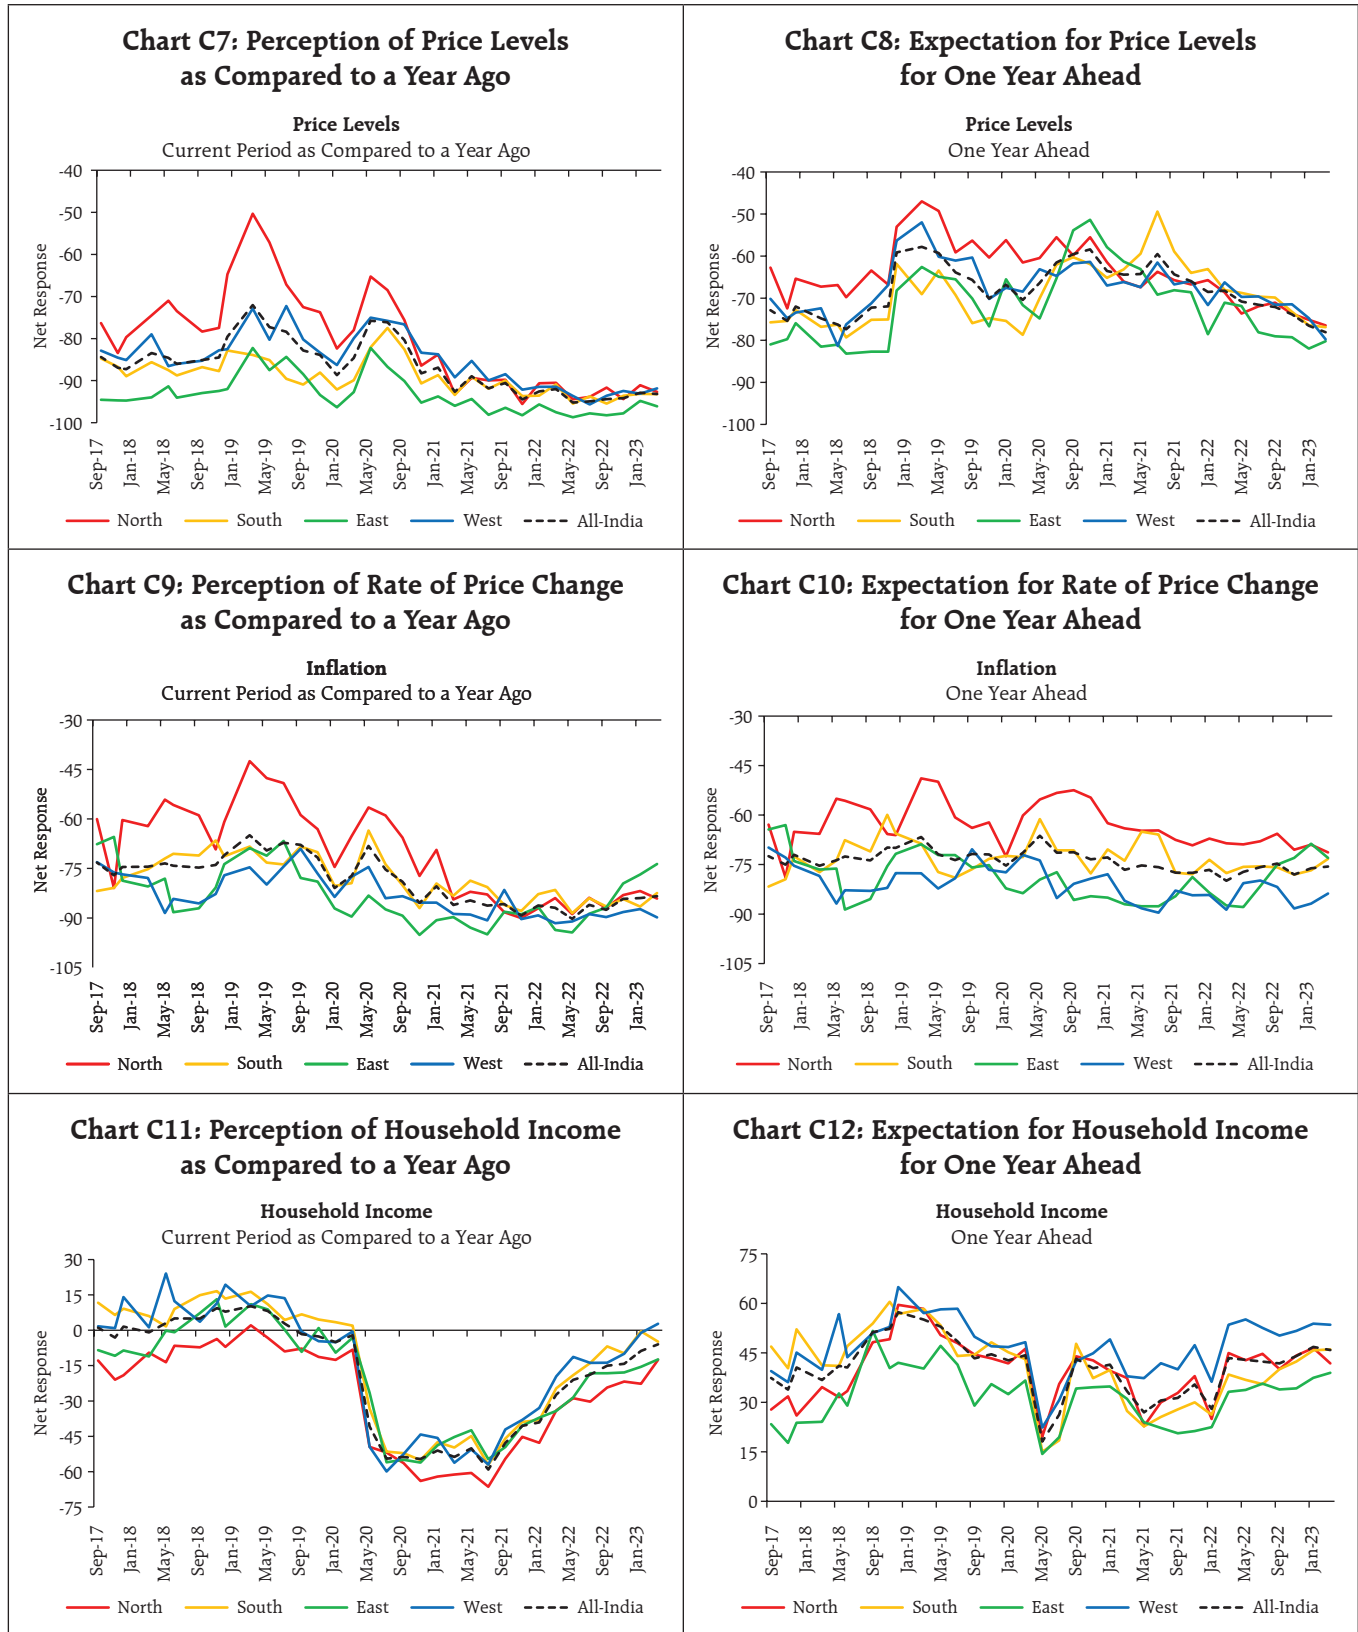 Chart C7: Perception of Price Levels
as Compared to a Year Ago
Price Levels
Current Period as Compared to a Year Ago
Net Response
-40
-50
-60
-70
-80
-90
-100
Sep-17 Jan-18 May-18 Sep-18 Jan-19 May-19 Sep-19 Jan-20 May-20 Sep-20 Jan-21 May-21 Sep-21 Jan-22 May-22 Sep-22 Jan-23
North South East West All-India
Chart C8: Expectation for Price Levels
for One Year Ahead
Price Levels
One Year Ahead
Net Response
-40
-50
-60
-70
-80
-90
-100
Sep-17 Jan-18 May-18 Sep-18 Jan-19 May-19 Sep-19 Jan-20 May-20 Sep-20 Jan-21 May-21 Sep-21 Jan-22 May-22 Sep-22 Jan-23
North South East West All-India
Chart C9: Perception of Rate of Price Change
as Compared to a Year Ago
Inflation
Current Period as Compared to a Year Ago
Net Response
-30
-45
-60
-75
-90
-105
Sep-17 Jan-18 May-18 Sep-18 Jan-19 May-19 Sep-19 Jan-20 May-20 Sep-20 Jan-21 May-21 Sep-21 Jan-22 May-22 Sep-22 Jan-23
North South East West All-India
Chart C10: Expectation for Rate of Price Change
for One Year Ahead
Inflation
One Year Ahead
Net Response
-30
-45
-60
-75
-90
-105
Sep-17 Jan-18 May-18 Sep-18 Jan-19 May-19 Sep-19 Jan-20 May-20 Sep-20 Jan-21 May-21 Sep-21 Jan-22 May-22 Sep-22 Jan-23
North South East West All-India
Chart C11: Perception of Household Income
as Compared to a Year Ago
Household Income
Current Period as Compared to a Year Ago
Net Response
30
15
0
-15
-30
-45
-60
-75
Sep-17 Jan-18 May-18 Sep-18 Jan-19 May-19 Sep-19 Jan-20 May-20 Sep-20 Jan-21 May-21 Sep-21 Jan-22 May-22 Sep-22 Jan-23
North South East West All-India
Chart C12: Expectation for Household Income
for One Year Ahead
Household Income
One Year Ahead
Net Response
75
60
45
30
15
0
Sep-17 Jan-18 May-18 Sep-18 Jan-19 May-19 Sep-19 Jan-20 May-20 Sep-20 Jan-21 May-21 Sep-21 Jan-22 May-22 Sep-22 Jan-23
North South East West All-India